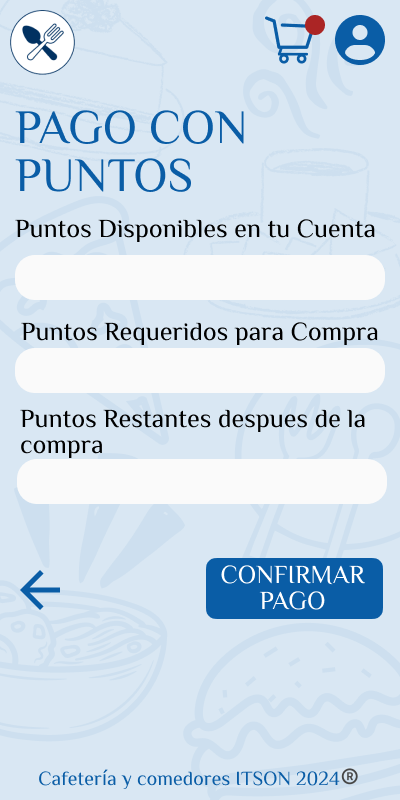 PAGO CON
PUNTOS
Puntos Disponibles en tu Cuenta
Puntos Requeridos para Compra
Puntos Restantes despues de la
compra
CONFIRMAR
PAGO
Cafetería y comedores ITSON 2024®